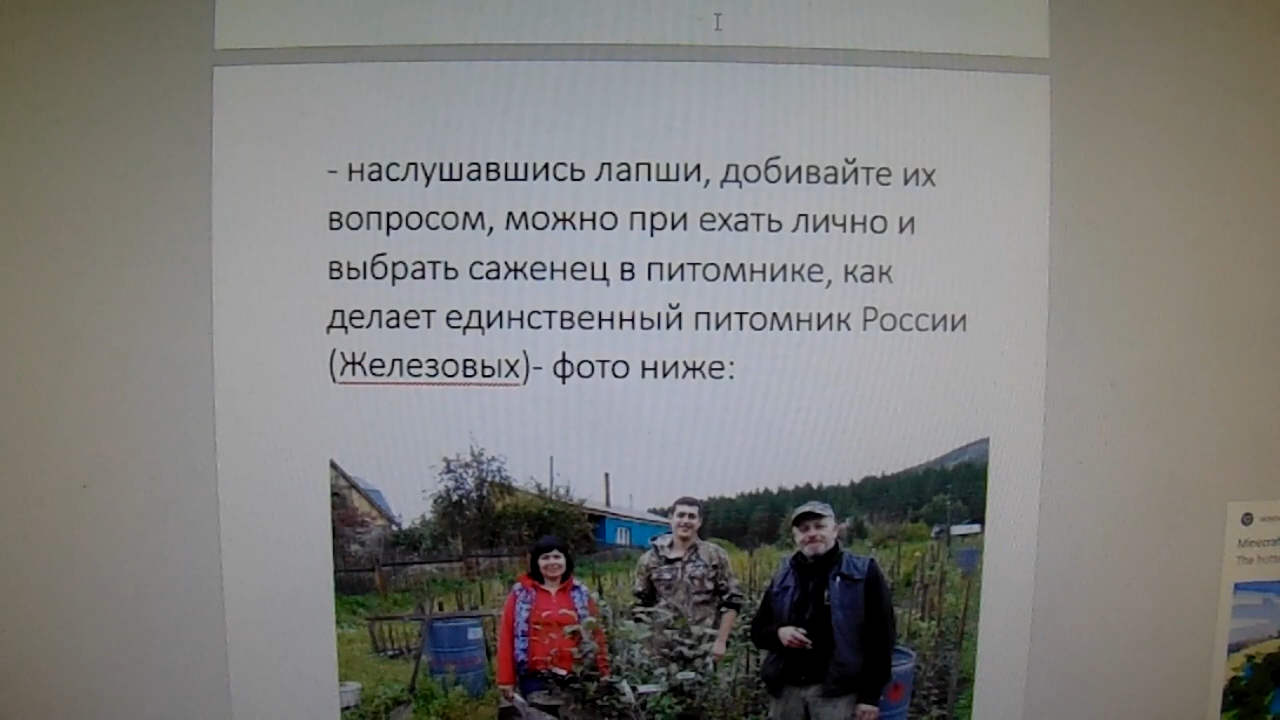 - наслушавшись лапши, добивайте их
вопросом, можно при ехать лично и
выбрать саженец в питомнике, как
делает единственный питомник России
(Железовых)- фото ниже: